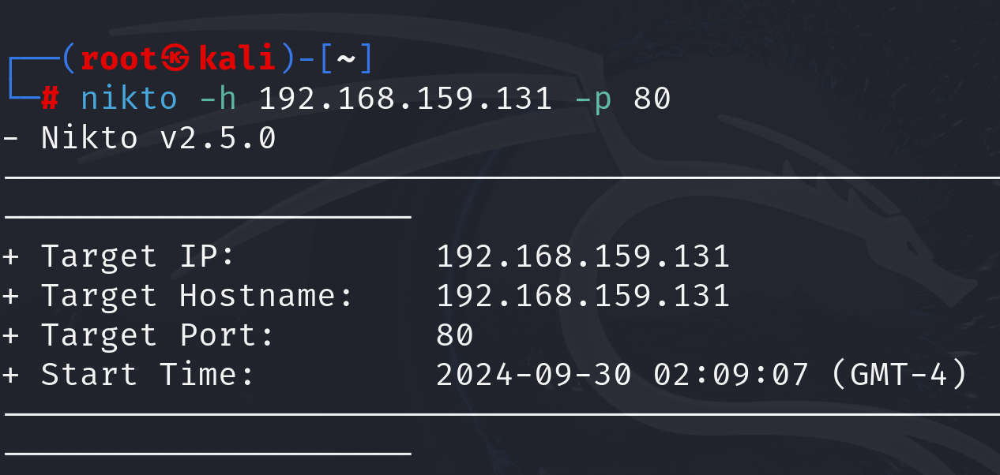 ┌──(root㉿kali)-[~]
└─# nikto -h 192.168.159.131 -p 80
- Nikto v2.5.0
+ Target IP: 192.168.159.131
+ Target Hostname: 192.168.159.131
+ Target Port: 80
+ Start Time: 2024-09-30 02:09:07 (GMT-4)